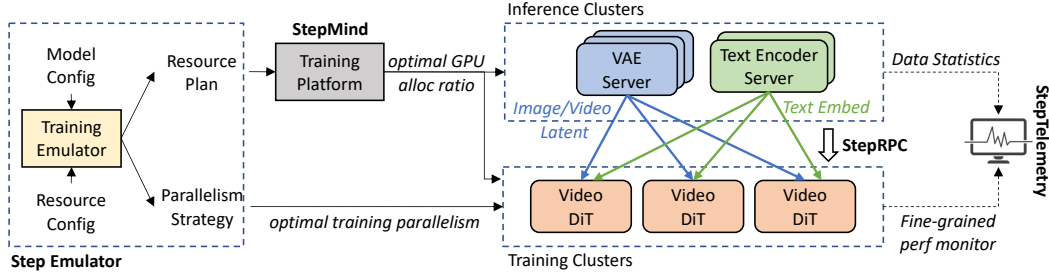 Model
Config
Training
Emulator
Resource
Config
Resource
Plan
Parallelism
Strategy
Step Emulator
StepMind
Training
Platform
optimal GPU
alloc ratio
optimal training parallelism
Inference Clusters
VAE
Server
Text Encoder
Server
Image/Video
Latent
Text Embed
StepRPC
Video
DiT
Video
DiT
Video
DiT
Training Clusters
Data Statistics
StepTelemetry
Fine-grained
perf monitor